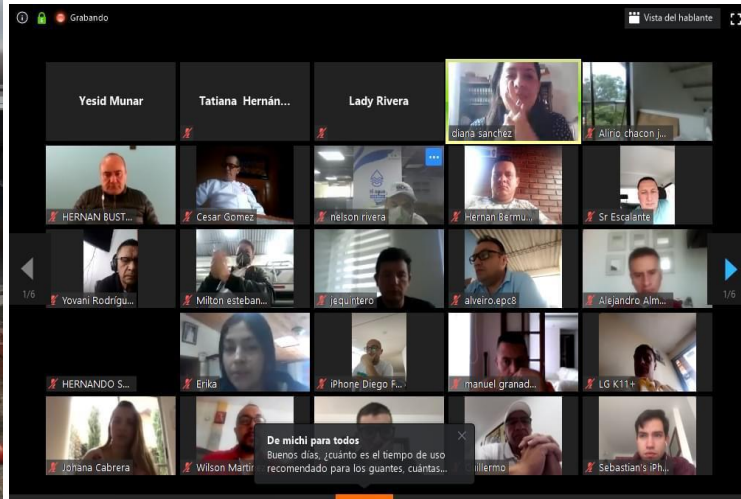 Grabando
Vista del hablante
Yesid Munar
Tatiana Hernán...
Lady Rivera
diana sanchez
Alirio chacon j...
HERNAN BUST...
Cesar Gomez
nelson rivera
Hernan Bermu...
Sr Escalante
Yovani Rodrígu...
Milton esteban...
jequintero
alveiro.epc8
Alejandro Alm...
1/6
1/6
HERNANDO S...
Erika
iPhone Diego F...
manuel granad...
LG K11+
Johana Cabrera
Wilson Martin
Guillermo
Sebastian's iPh...
De michi para todos
Buenos días, ¿cuánto es el tiempo de uso
recomendado para los guantes, cuántas...